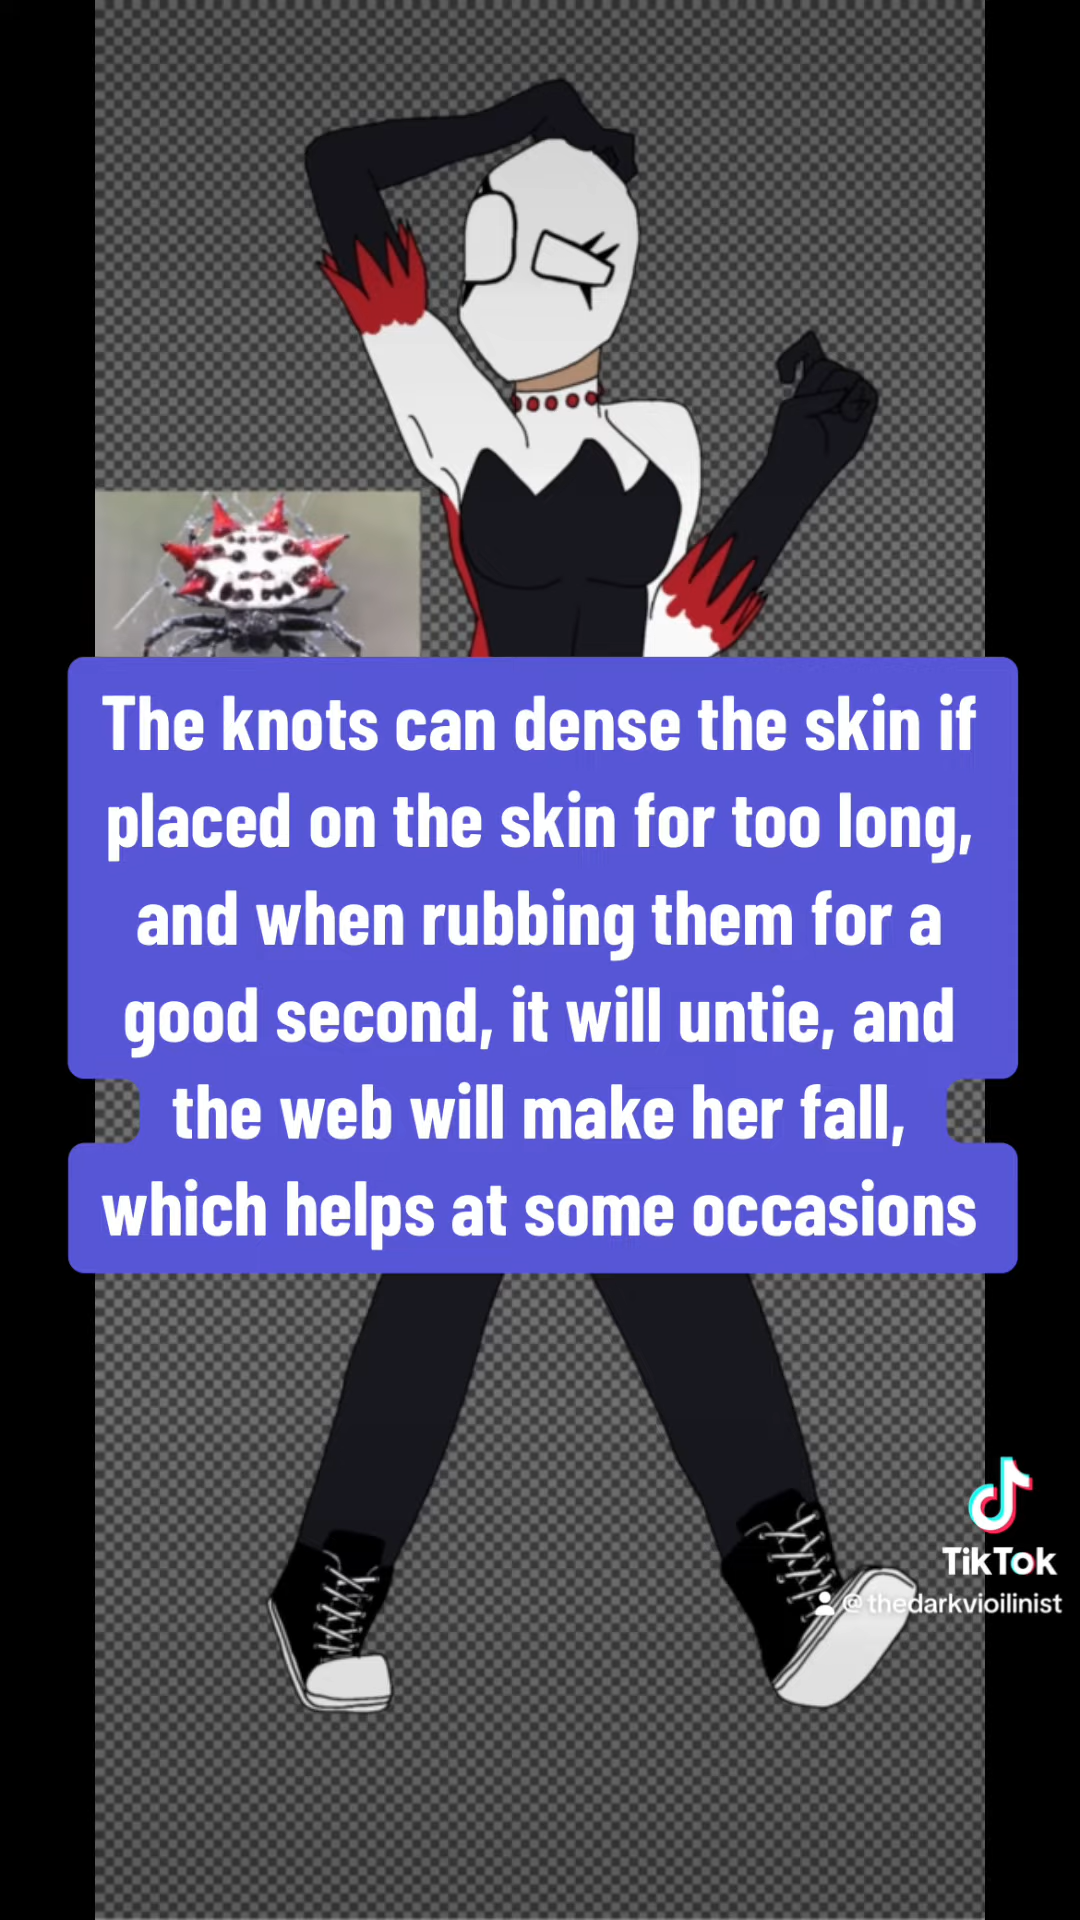 The knots can dense the skin if
placed on the skin for too long,
and when rubbing them for a
good second, it will untie, and
the web will make her fall,
which helps at some occasions
TikTok
@thedarkvioilinist